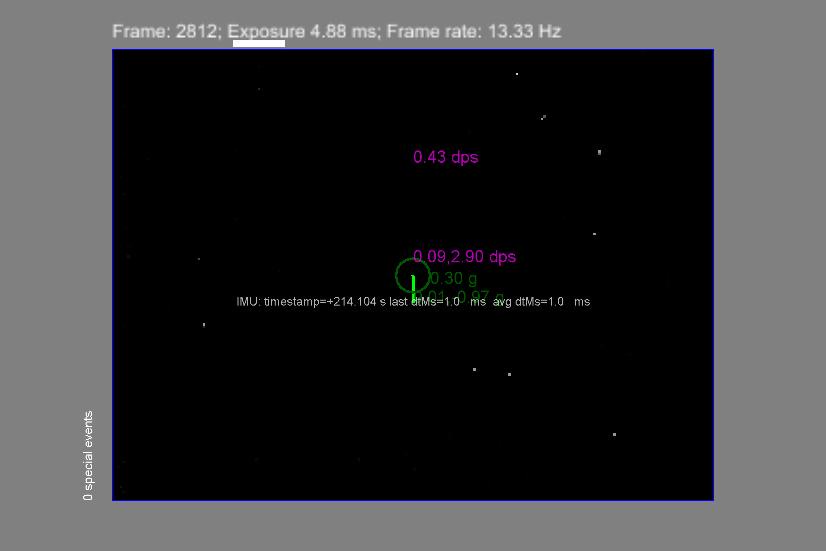 Frame: 2812; Exposure 4.88 ms; Frame rate: 13.33 Hz
0.43 dps
0.09,2.90 dps
0.30 g
0.97 g
IMU: timestamp=+214.104 s last dtMs=1.0 ms avg dtMs=1.0 ms
0 special events